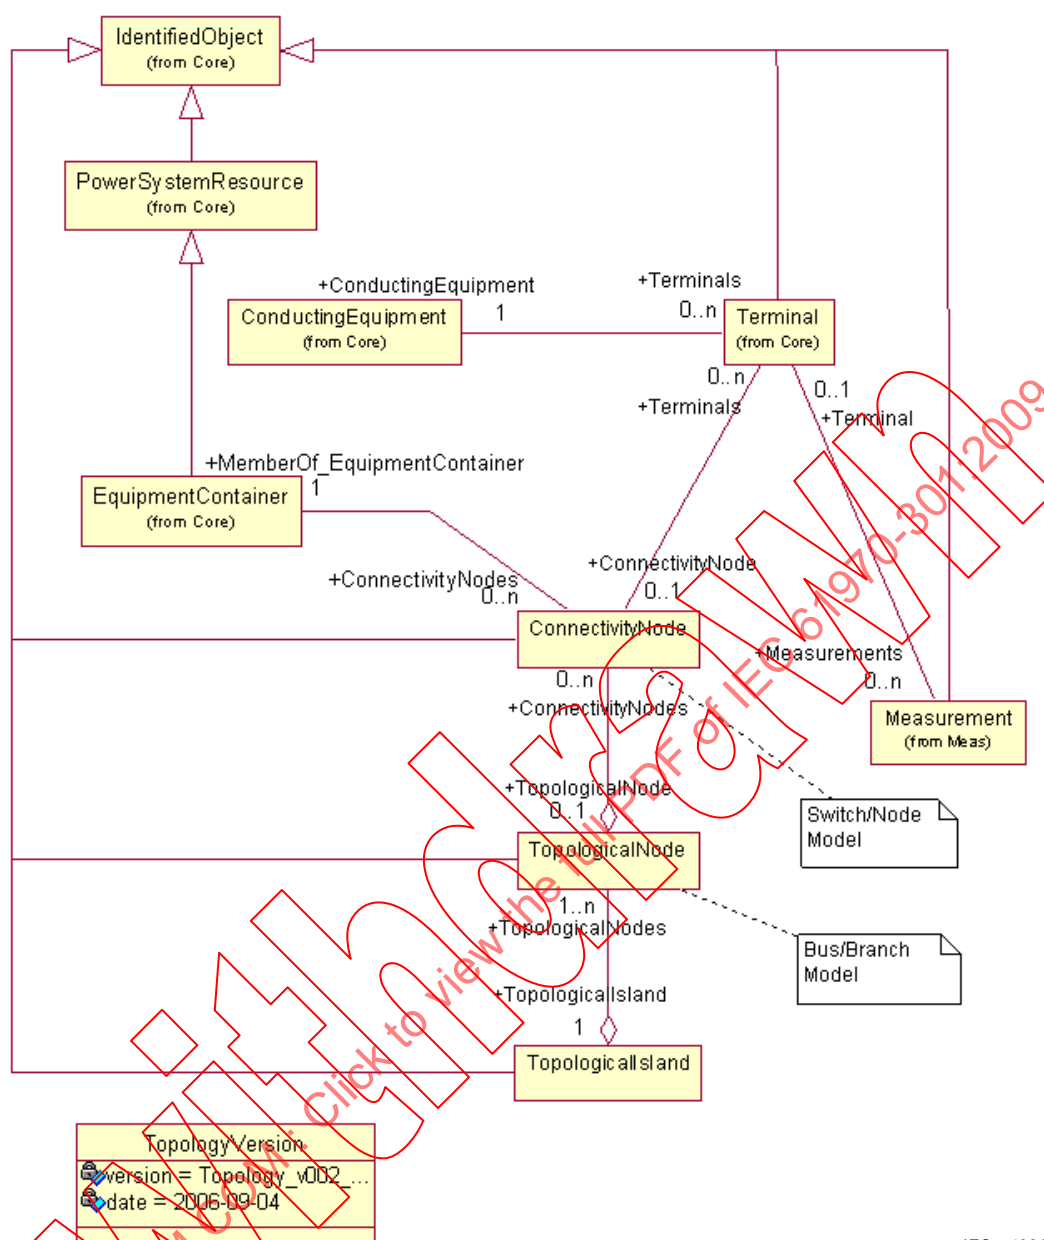 IdentifiedObject
(from Core)
PowerSystemResource
(from Core)
+ConductingEquipment
1
+Terminals
0..n
ConductingEquipment
(from Core)
Terminal
(from Core)
0..n
+Terminals
0..1
+Terminal
+MemberOf_EquipmentContainer
1
EquipmentContainer
(from Core)
+ConnectivityNodes
0..n
+ConnectivityNode
0..1
ConnectivityNode
+Measurements
0..n
0..n
+ConnectivityNodes
Measurement
(from Meas)
+TopologicalNode
0..1
Switch/Node
Model
TopologicalNode
1..n
+TopologicalNodes
Bus/Branch
Model
+TopologicalIsland
1
TopologicalIsland
TopologyVersion
version = Topology_v002_...
date = 2006-09-04
withdrawn
.COM : Click to view the full PDF of IEC 61970-301:2009